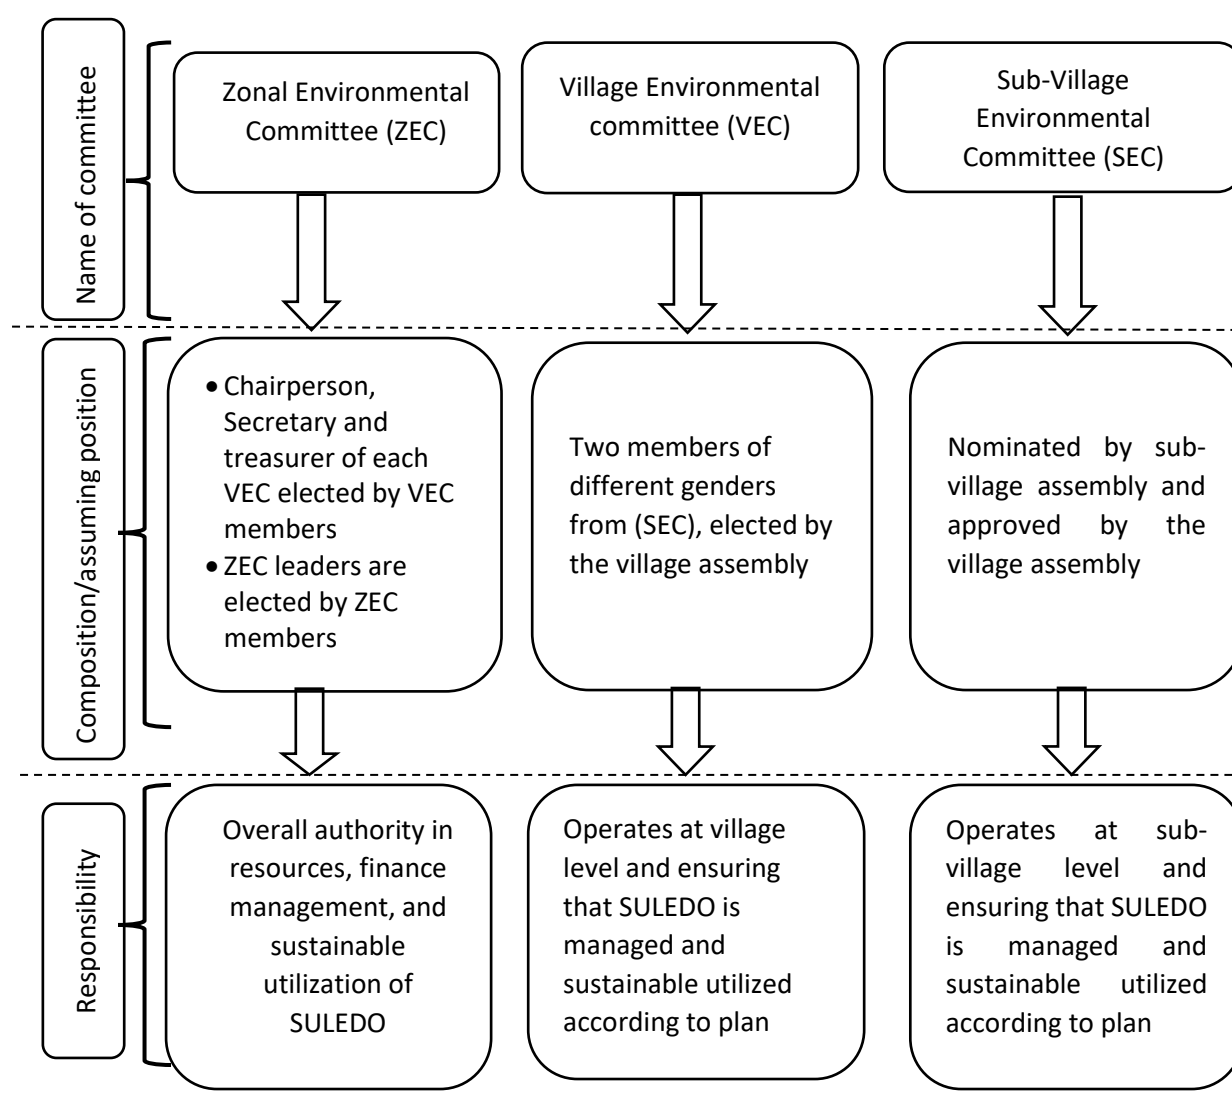 Name of committee
Zonal Environmental
Committee (ZEC)
Village Environmental
committee (VEC)
Sub-Village
Environmental
Committee (SEC)
Composition/assuming position
• Chairperson,
Secretary and
treasurer of each
VEC elected by VEC
members
• ZEC leaders are
elected by ZEC
members
Two members of
different genders
from (SEC), elected by
the village assembly
Nominated by sub-
village assembly and
approved by the
village assembly
Responsibility
Overall authority in
resources, finance
management, and
sustainable
utilization of
SULEDO
Operates at village
level and ensuring
that SULEDO is
managed and
sustainable utilized
according to plan
Operates at sub-
village level and
ensuring that SULEDO
is managed and
sustainable utilized
according to plan